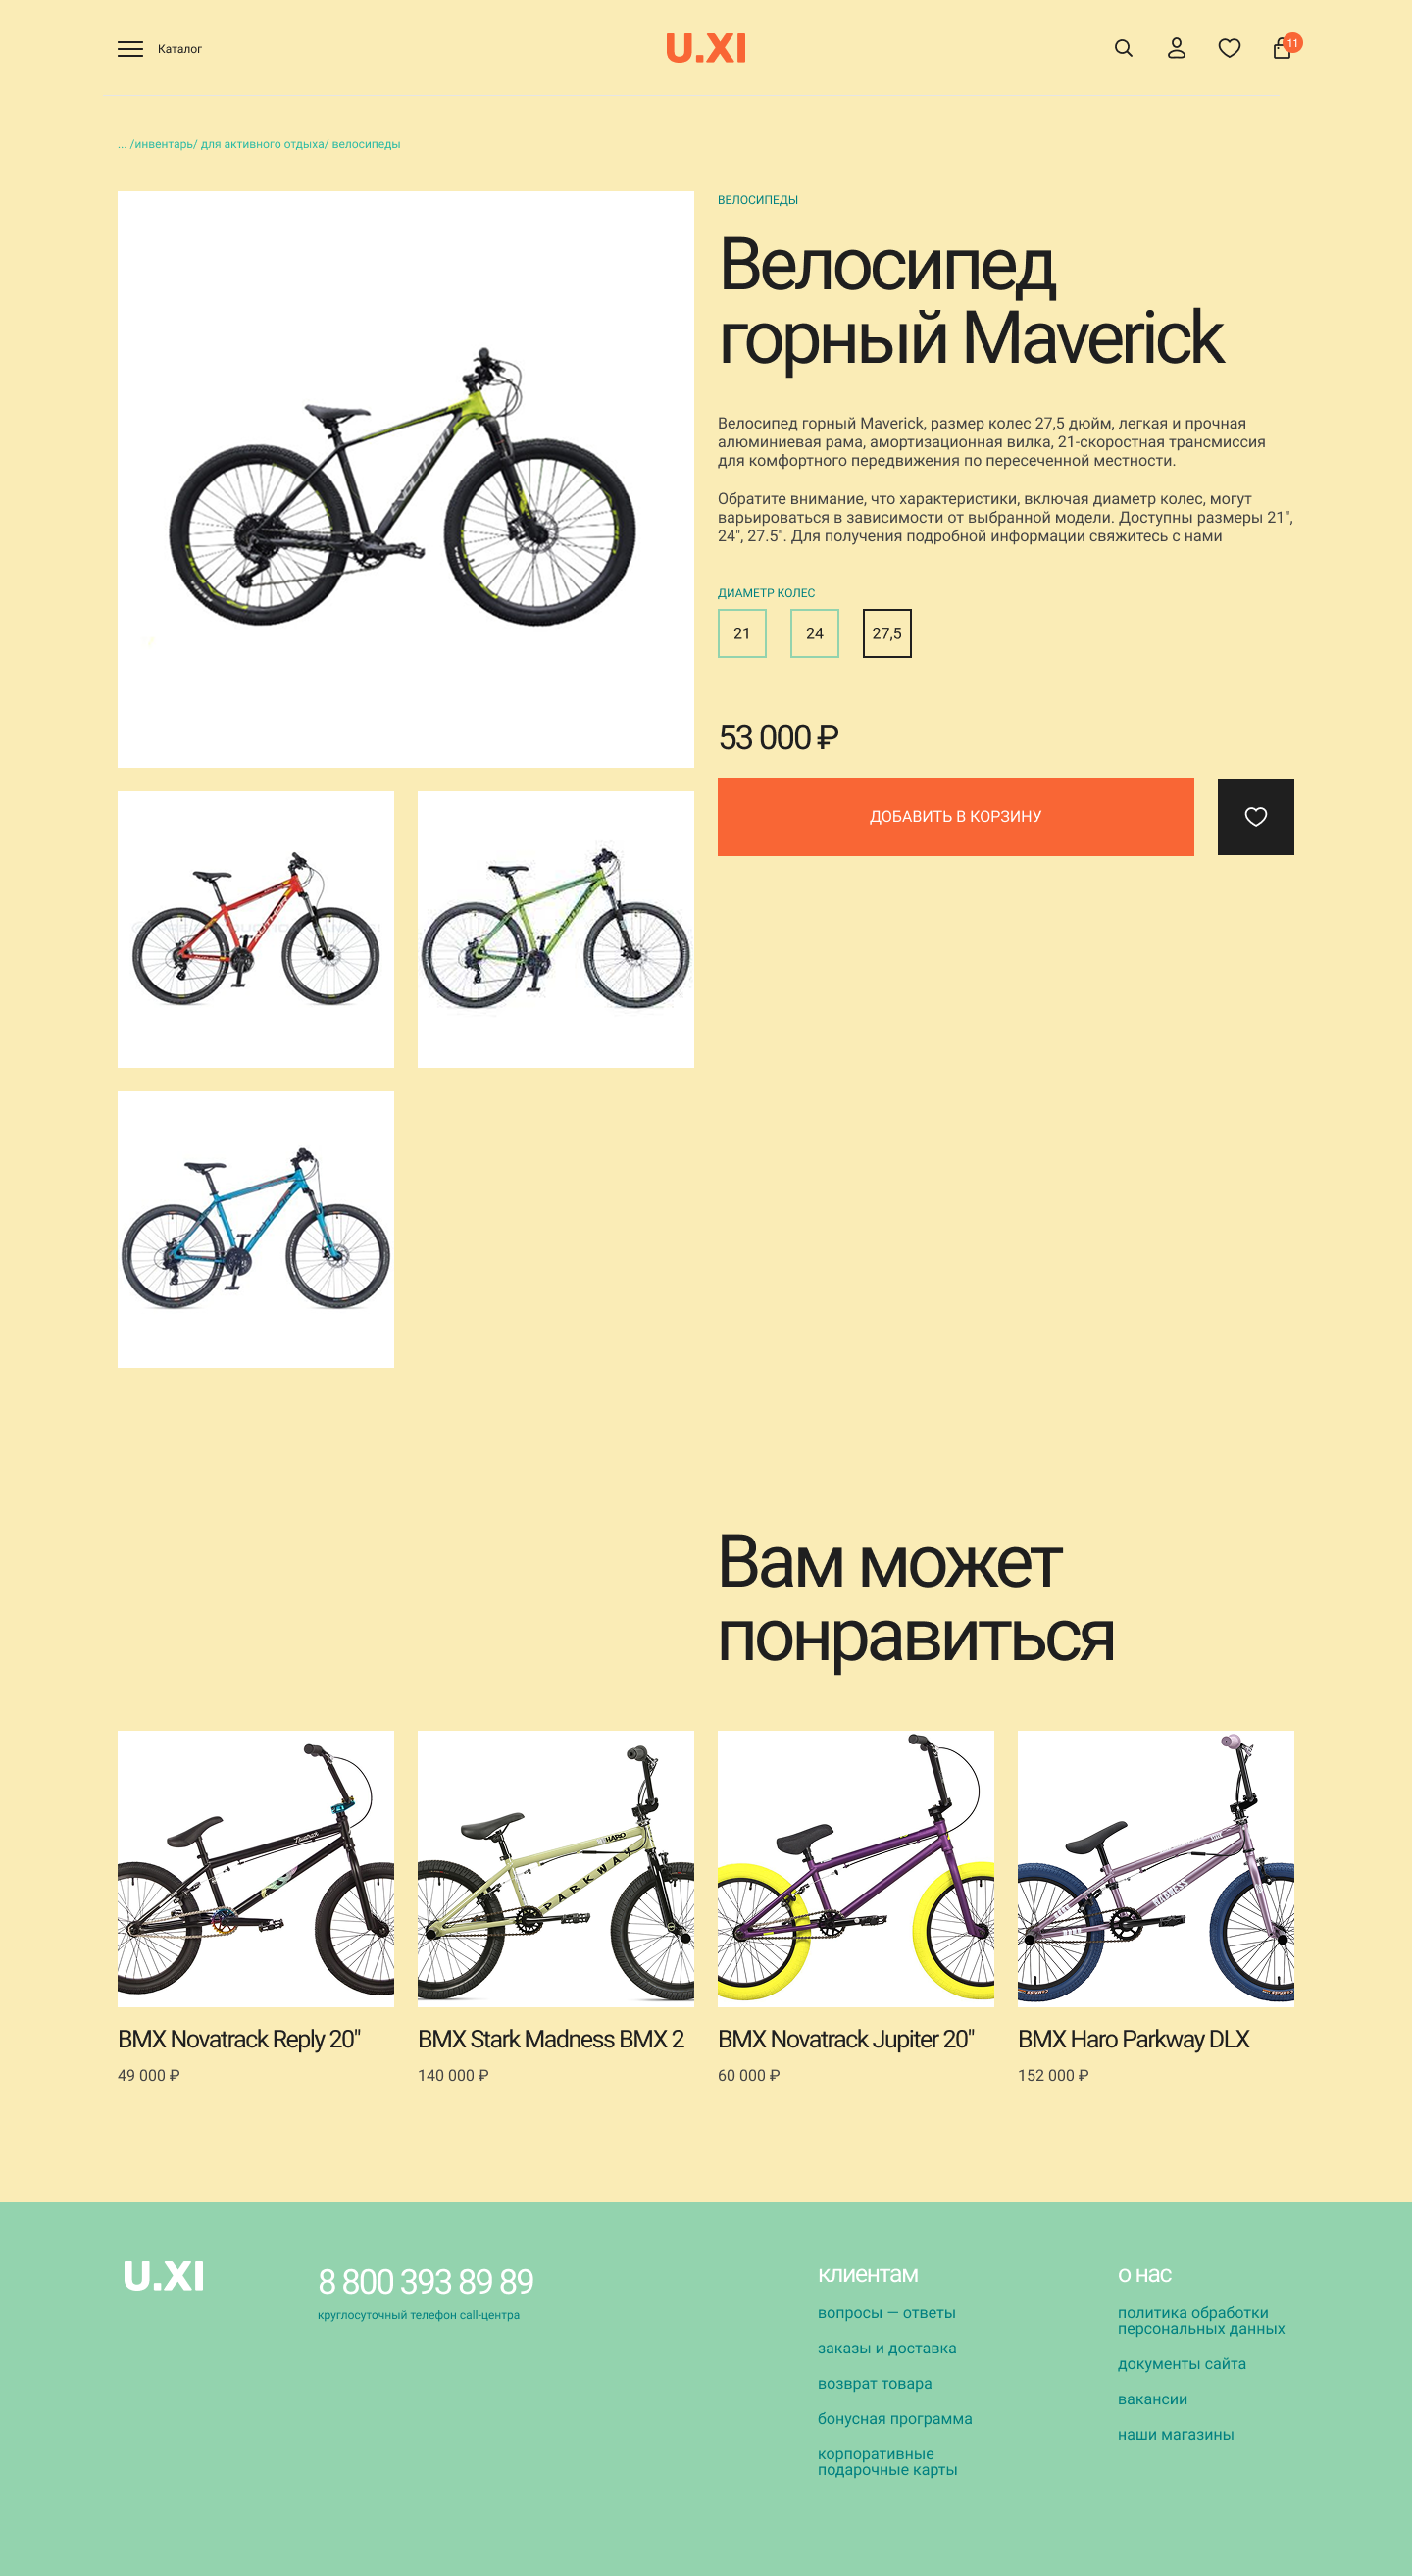 Каталог
U.XI
11
... /инвентарь/ для активного отдыха/ велосипеды
ВЕЛОСИПЕДЫ
Велосипед
горный Maverick
Велосипед горный Maverick, размер колес 27,5 дюйм, легкая и прочная
алюминиевая рама, амортизационная вилка, 21-скоростная трансмиссия
для комфортного передвижения по пересеченной местности.
Обратите внимание, что характеристики, включая диаметр колес, могут
варьироваться в зависимости от выбранной модели. Доступны размеры 21",
24", 27.5". Для получения подробной информации свяжитесь с нами
ДИАМЕТР КОЛЕС
21
24
27,5
53 000 ₽
ДОБАВИТЬ В КОРЗИНУ
EVOLUTION
AUTHOR
AUTHOR
Вам может
понравиться
HARO
PARKWAY
MADNESS
BMX Novatrack Reply 20"
49 000 ₽
BMX Stark Madness BMX 2
140 000 ₽
BMX Novatrack Jupiter 20"
60 000 ₽
BMX Haro Parkway DLX
152 000 ₽
U.XI
8 800 393 89 89
круглосуточный телефон call-центра
клиентам
вопросы — ответы
заказы и доставка
возврат товара
бонусная программа
корпоративные
подарочные карты
о нас
политика обработки
персональных данных
документы сайта
вакансии
наши магазины